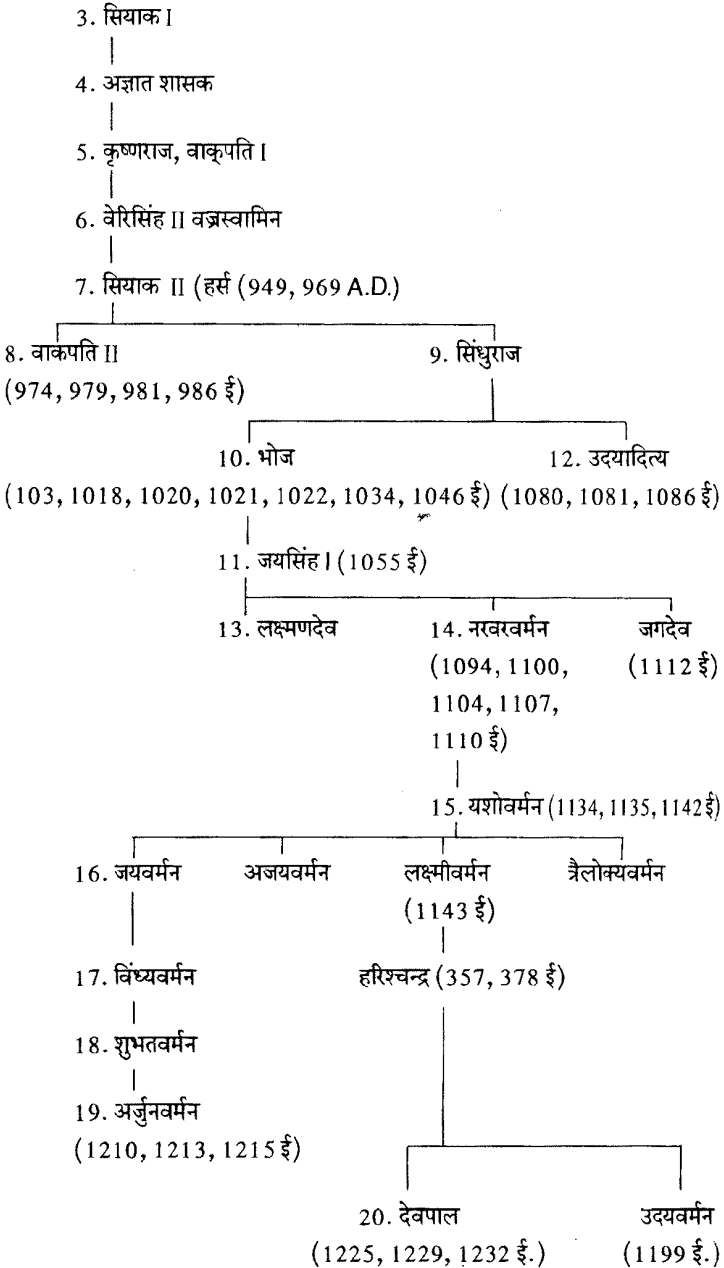 3. सियाक I
4. अज्ञात शासक
5. कृष्णराज, वाक्पति I
6. वेरिसिंह II वज्रस्वामिन
7. सियाक II (हर्स (949, 969 A.D.)
8. वाकपति II 9. सिंधुराज
(974, 979, 981, 986 ई)
10. भोज 12. उदयादित्य
(103, 1018, 1020, 1021, 1022, 1034, 1046 ई) (1080, 1081, 1086 ई)
11. जयसिंह I (1055 ई)
13. लक्ष्मणदेव 14. नरवरवर्मन जगदेव
(1094, 1100, (1112 ई)
1104, 1107,
1110 ई)
15. यशोवर्मन (1134, 1135, 1142 ई)
16. जयवर्मन अजयवर्मन लक्ष्मीवर्मन त्रैलोक्यवर्मन
(1143 ई)
17. विंध्यवर्मन हरिश्चन्द्र (357, 378 ई)
18. शुभतवर्मन
19. अर्जुनवर्मन
(1210, 1213, 1215 ई)
20. देवपाल उदयवर्मन
(1225, 1229, 1232 ई.) (1199 ई.)